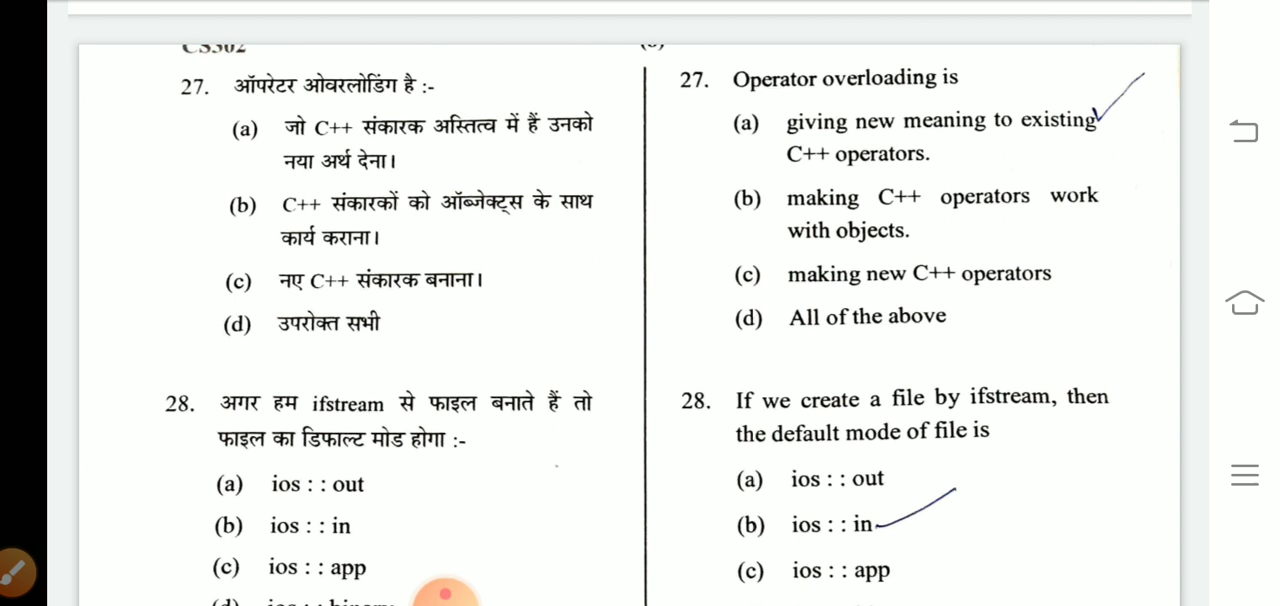 CS302
27. ऑपरेटर ओवरलोडिंग है :-
(a) जो C++ संकारक अस्तित्व में हैं उनको
नया अर्थ देना।
(b) C++ संकारकों को ऑब्जेक्ट्स के साथ
कार्य कराना।
(c) नए C++ संकारक बनाना।
(d) उपरोक्त सभी
28. अगर हम ifstream से फाइल बनाते हैं तो
फाइल का डिफाल्ट मोड होगा :-
(a) ios : : out
(b) ios : : in
(c) ios : : app
(d) ios : : binary
27. Operator overloading is
(a) giving new meaning to existing
C++ operators.
(b) making C++ operators work
with objects.
(c) making new C++ operators
(d) All of the above
28. If we create a file by ifstream, then
the default mode of file is
(a) ios : : out
(b) ios : : in
(c) ios : : app